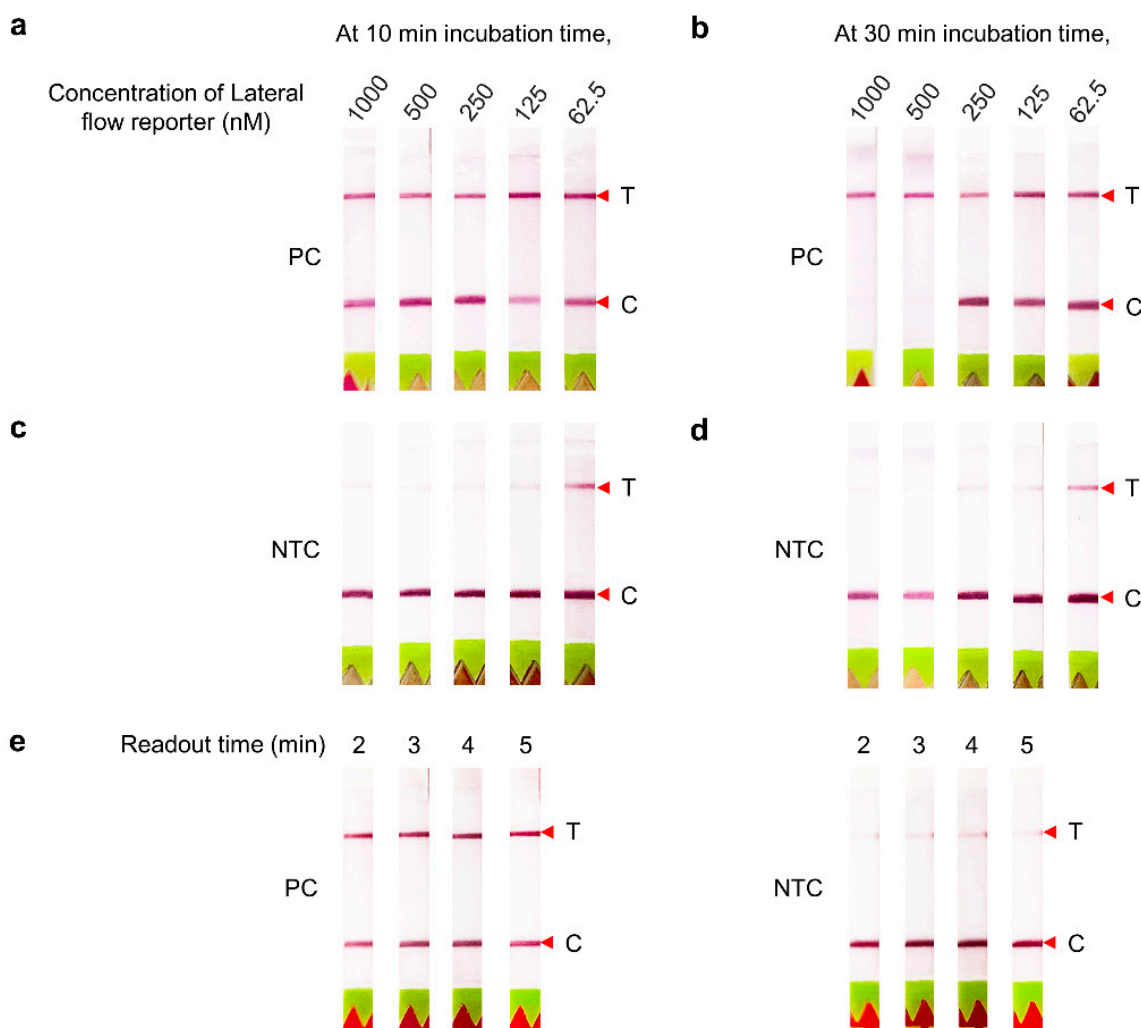 a
At 10 min incubation time,
b
At 30 min incubation time,
Concentration of Lateral
flow reporter (nM)
1000 500 250 125 62.5
1000 500 250 125 62.5
T
T
PC
PC
C
C
c
d
T
T
NTC
NTC
C
C
e
Readout time (min) 2 3 4 5
2 3 4 5
T
T
PC
NTC
C
C